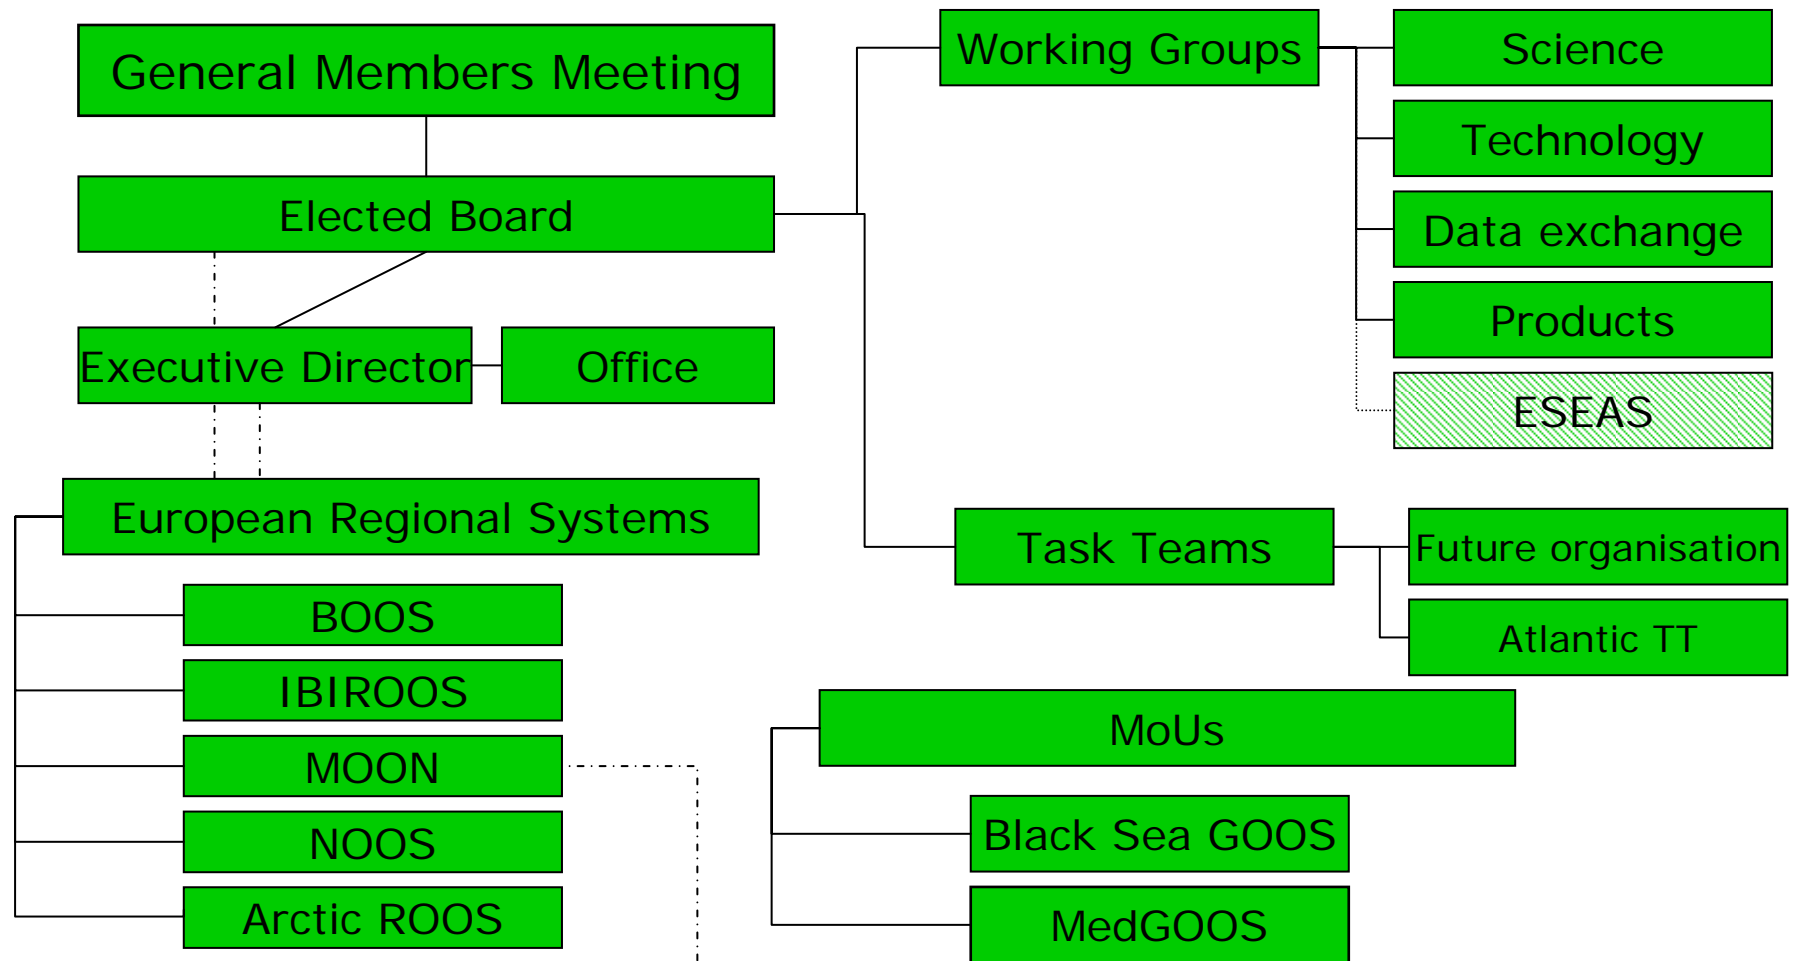 General Members Meeting
Elected Board
Executive Director
Office
European Regional Systems
BOOS
IBIROOS
MOON
NOOS
Arctic ROOS
Working Groups
Science
Technology
Data exchange
Products
ESEAS
Task Teams
Future organisation
Atlantic TT
MoUs
Black Sea GOOS
MedGOOS